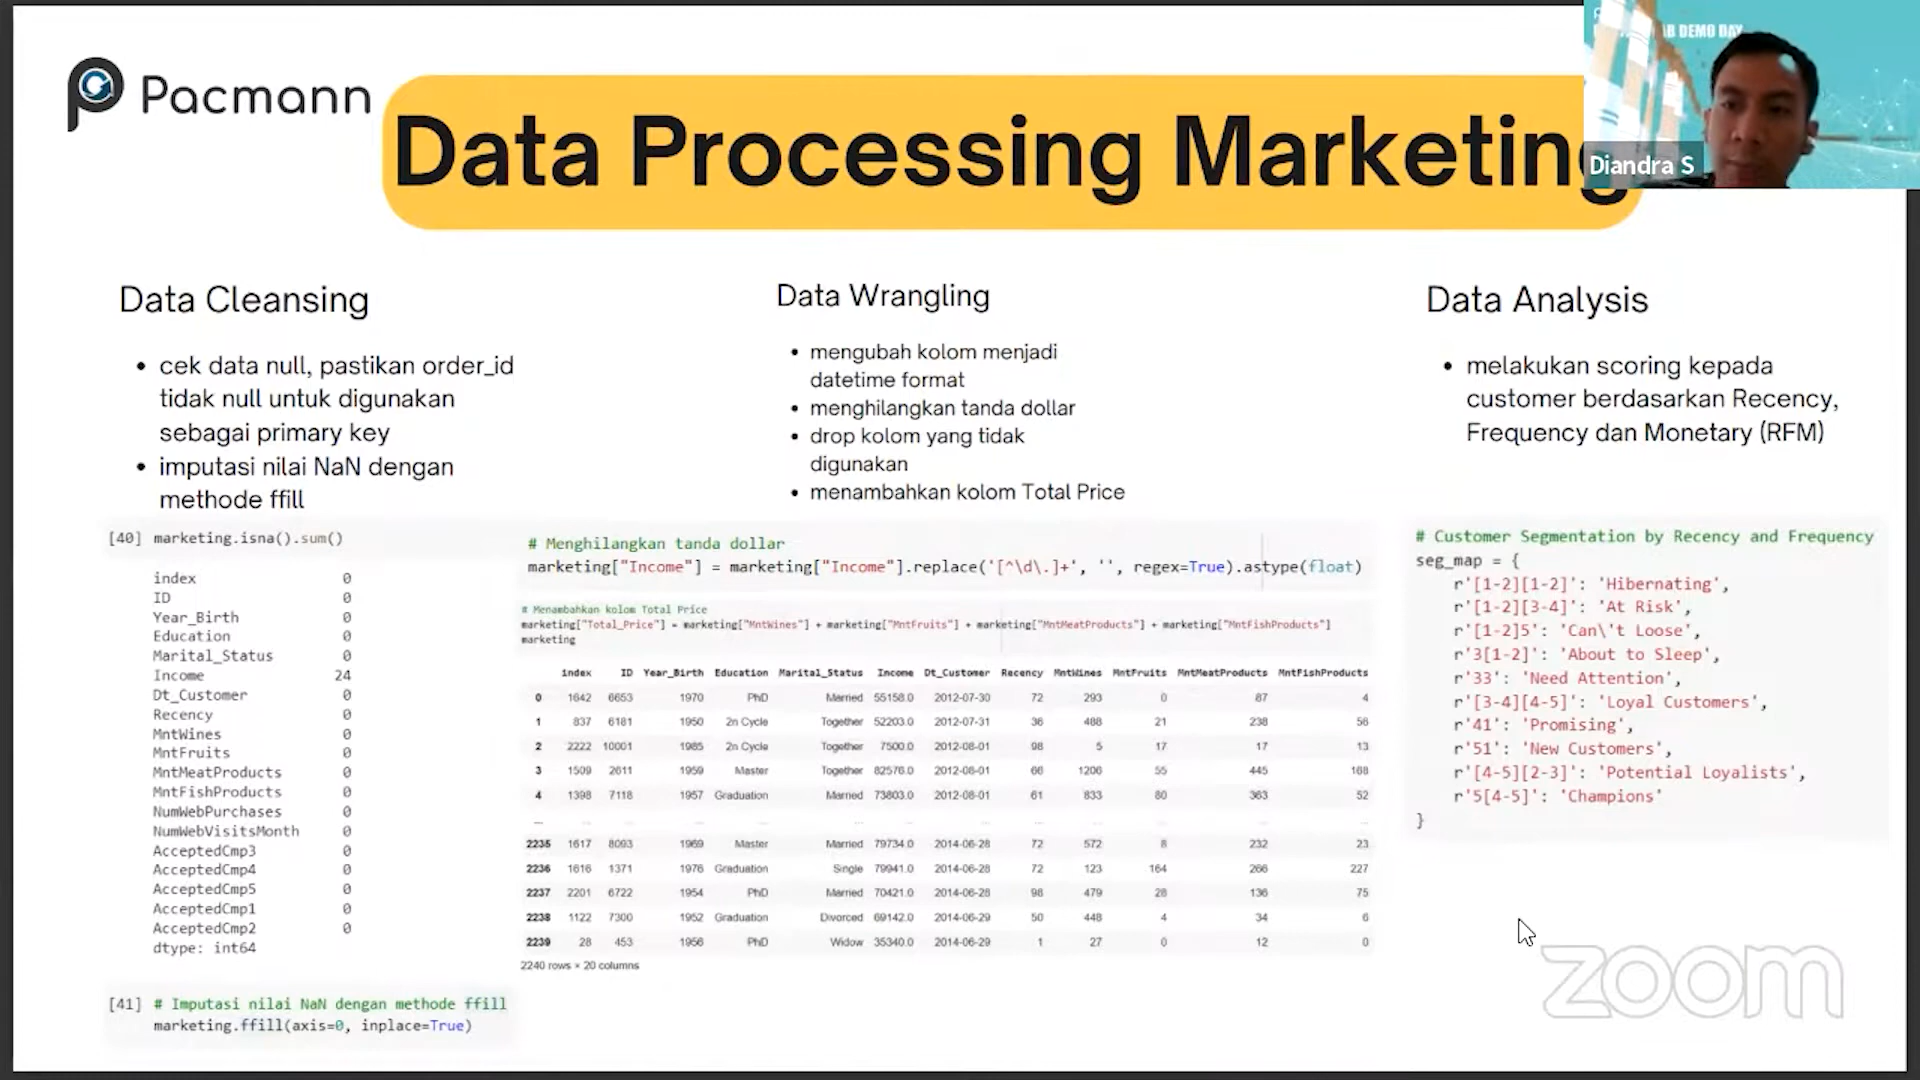 Pacmann
Data Processing Marketing
AB DEMO DAY
Diandra S
Data Cleansing
• cek data null, pastikan order_id
tidak null untuk digunakan
sebagai primary key
• imputasi nilai NaN dengan
methode ffill
Data Wrangling
• mengubah kolom menjadi
datetime format
• menghilangkan tanda dollar
• drop kolom yang tidak
digunakan
• menambahkan kolom Total Price
Data Analysis
• melakukan scoring kepada
customer berdasarkan Recency,
Frequency dan Monetary (RFM)
[40] marketing.isna().sum()
index 0
ID 0
Year_Birth 0
Education 0
Marital_Status 0
Income 24
Dt_Customer 0
Recency 0
MntWines 0
MntFruits 0
MntMeatProducts 0
MntFishProducts 0
NumWebPurchases 0
NumWebVisitsMonth 0
AcceptedCmp3 0
AcceptedCmp4 0
AcceptedCmp5 0
AcceptedCmp1 0
AcceptedCmp2 0
dtype: int64
[41] # Imputasi nilai NaN dengan methode ffill
marketing.ffill(axis=0, inplace=True)
# Menghilangkan tanda dollar
marketing["Income"] = marketing["Income"].replace('[^\d\.]+', '', regex=True).astype(float)
# Menambahkan kolom Total Price
marketing["Total_Price"] = marketing["MntWines"] + marketing["MntFruits"] + marketing["MntMeatProducts"] + marketing["MntFishProducts"]
marketing
index ID Year_Birth Education Marital_Status Income Dt_Customer Recency MntWines MntFruits MntMeatProducts MntFishProducts
0 1642 6653 1970 PhD Married 55158.0 2012-07-30 72 293 0 87 4
1 837 6181 1950 2n Cycle Together 52203.0 2012-07-31 36 488 21 238 56
2 2222 10001 1985 2n Cycle Together 7500.0 2012-08-01 98 5 17 17 13
3 1509 2611 1959 Master Together 82576.0 2012-08-01 66 1206 55 445 168
4 1398 7118 1957 Graduation Married 73803.0 2012-08-01 61 833 80 363 52
... ... ... ... ... ... ... ... ... ... ... ... ...
2235 1617 8093 1969 Master Married 79734.0 2014-06-28 72 572 8 232 23
2236 1616 1371 1976 Graduation Single 79941.0 2014-06-28 72 123 164 266 227
2237 2201 6722 1954 PhD Married 70421.0 2014-06-28 98 479 28 136 75
2238 1122 7300 1952 Graduation Divorced 69142.0 2014-06-29 50 448 4 34 6
2239 28 453 1956 PhD Widow 35340.0 2014-06-29 1 27 0 12 0
2240 rows × 20 columns
# Customer Segmentation by Recency and Frequency
seg_map = {
r'[1-2][1-2]': 'Hibernating',
r'[1-2][3-4]': 'At Risk',
r'[1-2]5': 'Can\'t Loose',
r'3[1-2]': 'About to Sleep',
r'33': 'Need Attention',
r'[3-4][4-5]': 'Loyal Customers',
r'41': 'Promising',
r'51': 'New Customers',
r'[4-5][2-3]': 'Potential Loyalists',
r'5[4-5]': 'Champions'
}
zoom